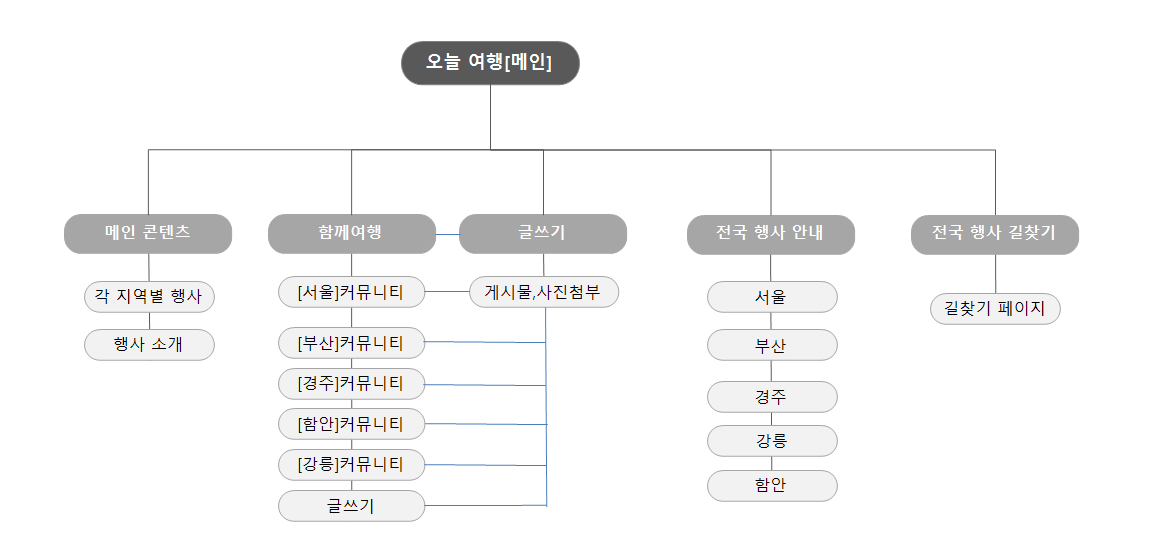 오늘 여행[메인]
메인 콘텐츠
각 지역별 행사
행사 소개
함께여행
[서울]커뮤니티
[부산]커뮤니티
[경주]커뮤니티
[함안]커뮤니티
[강릉]커뮤니티
글쓰기
글쓰기
게시물,사진첨부
전국 행사 안내
서울
부산
경주
강릉
함안
전국 행사 길찾기
길찾기 페이지